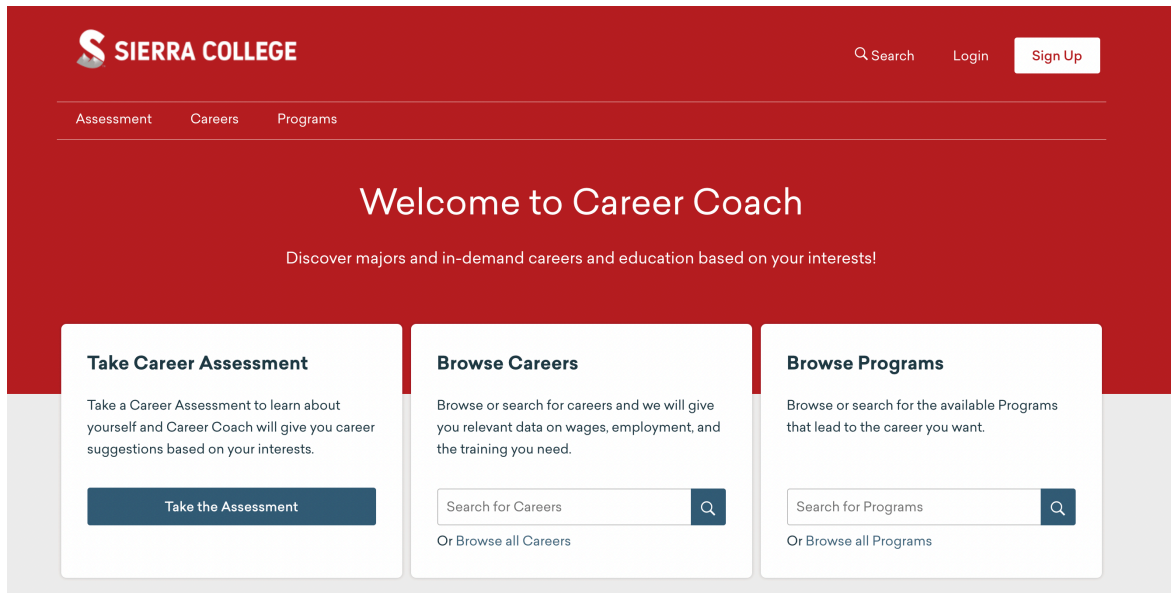 SIERRA COLLEGE
Search Login Sign Up
Assessment Careers Programs
Welcome to Career Coach
Discover majors and in-demand careers and education based on your interests!
Take Career Assessment
Take a Career Assessment to learn about
yourself and Career Coach will give you career
suggestions based on your interests.
Take the Assessment
Browse Careers
Browse or search for careers and we will give
you relevant data on wages, employment, and
the training you need.
Search for Careers
Or Browse all Careers
Browse Programs
Browse or search for the available Programs
that lead to the career you want.
Search for Programs
Or Browse all Programs